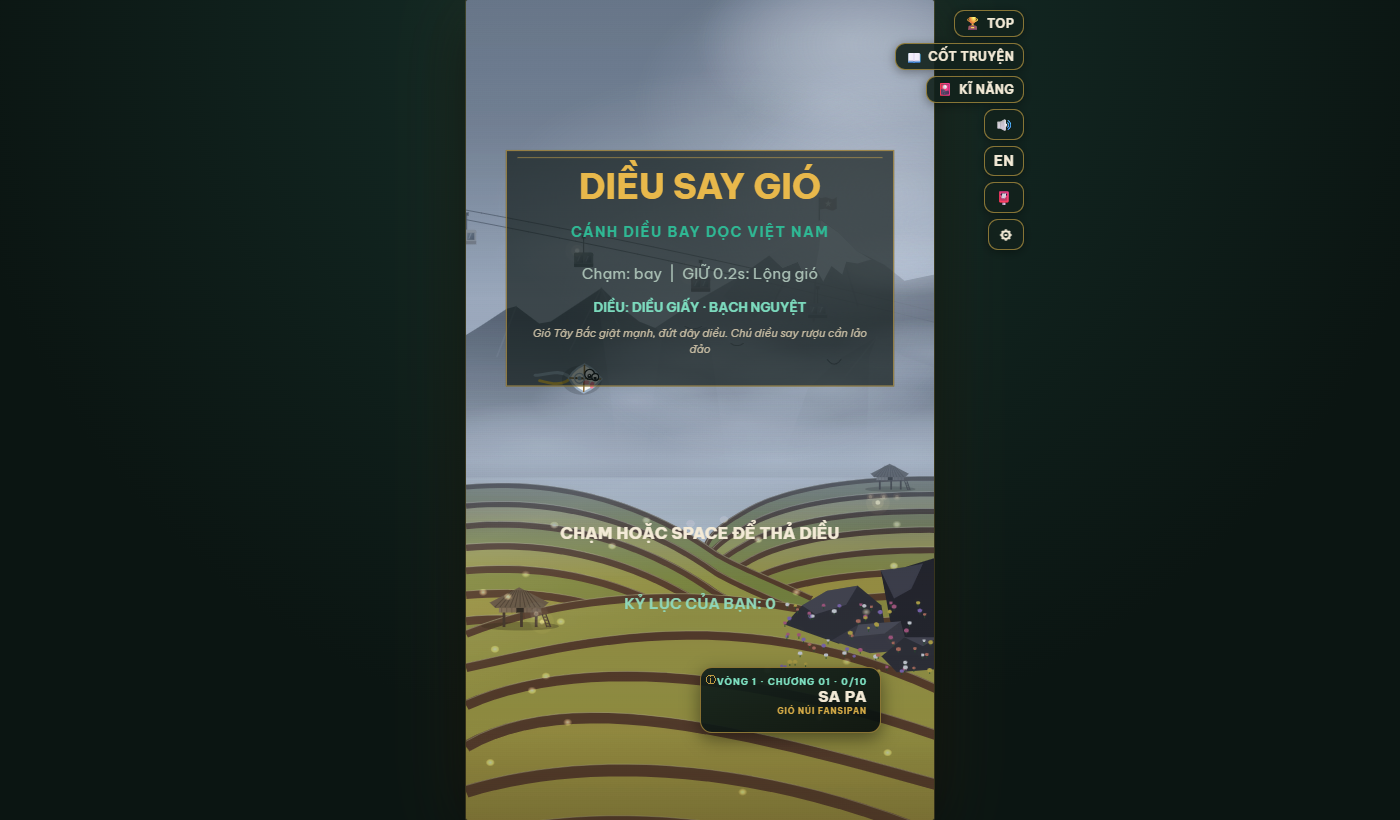 TOP
CỐT TRUYỆN
KĨ NĂNG
EN
DIỀU SAY GIÓ
CÁNH DIỀU BAY DỌC VIỆT NAM
Chạm: bay | GIỮ 0.2s: Lộng gió
DIỀU: DIỀU GIẤY · BẠCH NGUYỆT
Gió Tây Bắc giật mạnh, đứt dây diều. Chú diều say rượu cần lảo
đảo
CHẠM HOẶC SPACE ĐỂ THẢ DIỀU
KỶ LỤC CỦA BẠN: 0
VÒNG 1 · CHƯƠNG 01 · 0/10
SA PA
GIÓ NÚI FANSIPAN